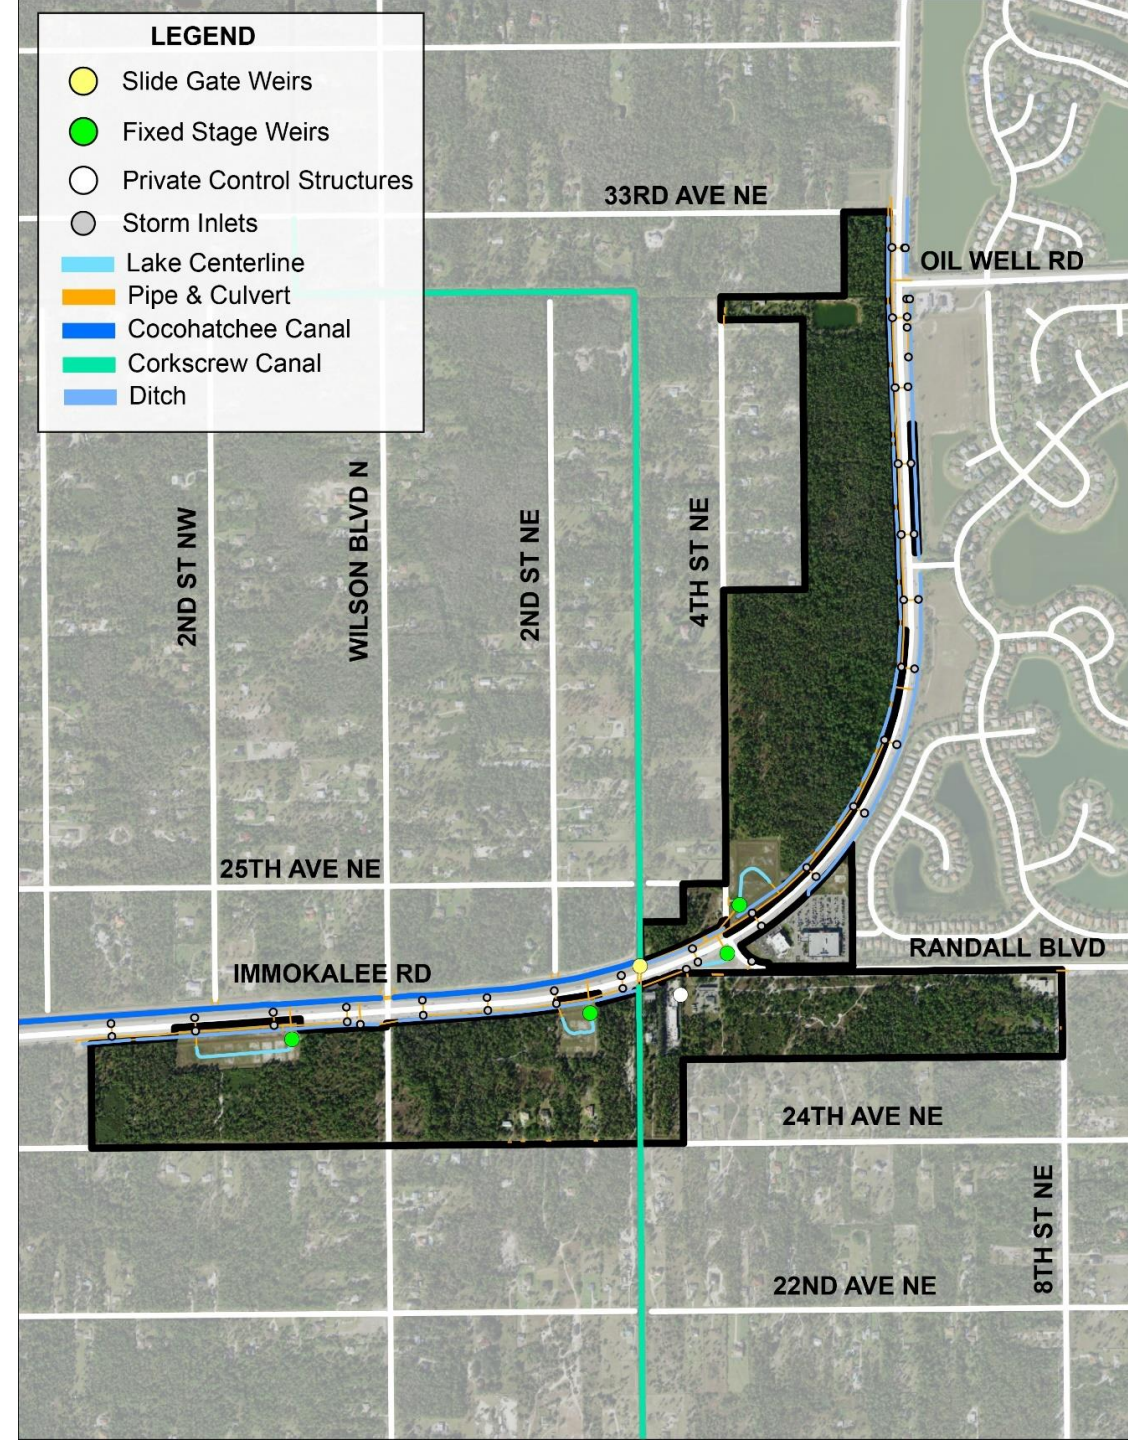 LEGEND
Slide Gate Weirs
Fixed Stage Weirs
Private Control Structures
Storm Inlets
Lake Centerline
Pipe & Culvert
Cocohatchee Canal
Corkscrew Canal
Ditch
33RD AVE NE
OIL WELL RD
2ND ST NW
WILSON BLVD N
2ND ST NE
4TH ST NE
25TH AVE NE
IMMOKALEE RD
RANDALL BLVD
24TH AVE NE
8TH ST NE
22ND AVE NE